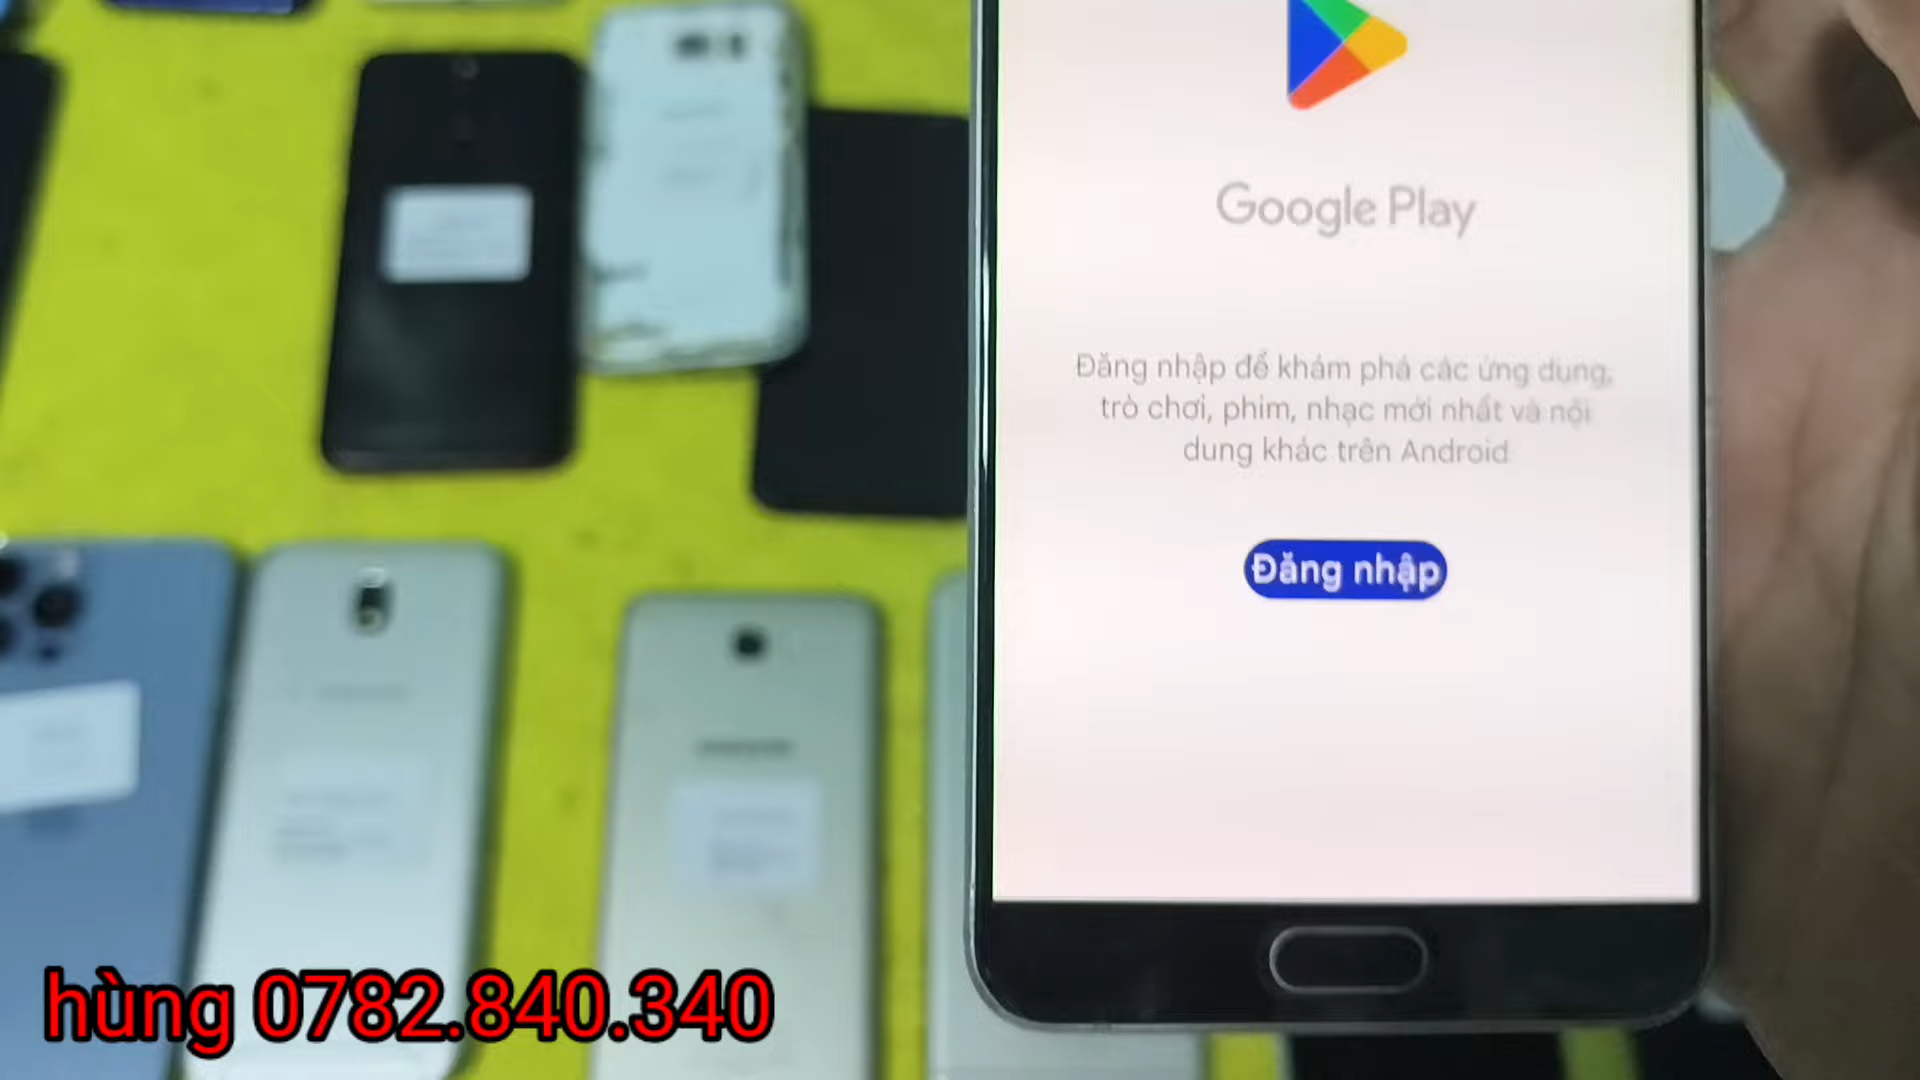 Google Play
Đăng nhập để khám phá các ứng dụng,
trò chơi, phim, nhạc mới nhất và nội
dung khác trên Android
Đăng nhập
hùng 0782.840.340